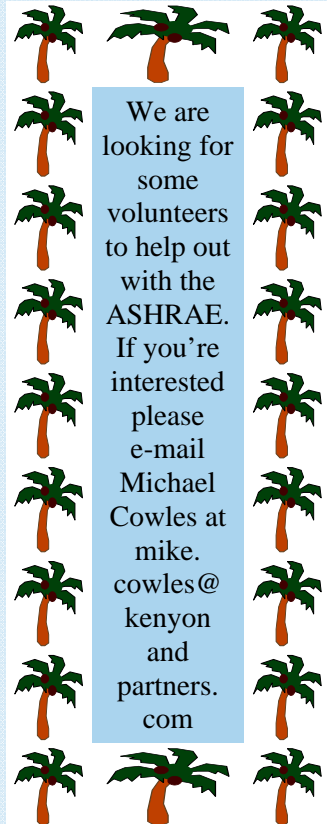 We are
looking for
some
volunteers
to help out
with the
ASHRAE.
If you’re
interested
please
e-mail
Michael
Cowles at
mike.
cowles@
kenyon
and
partners.
com